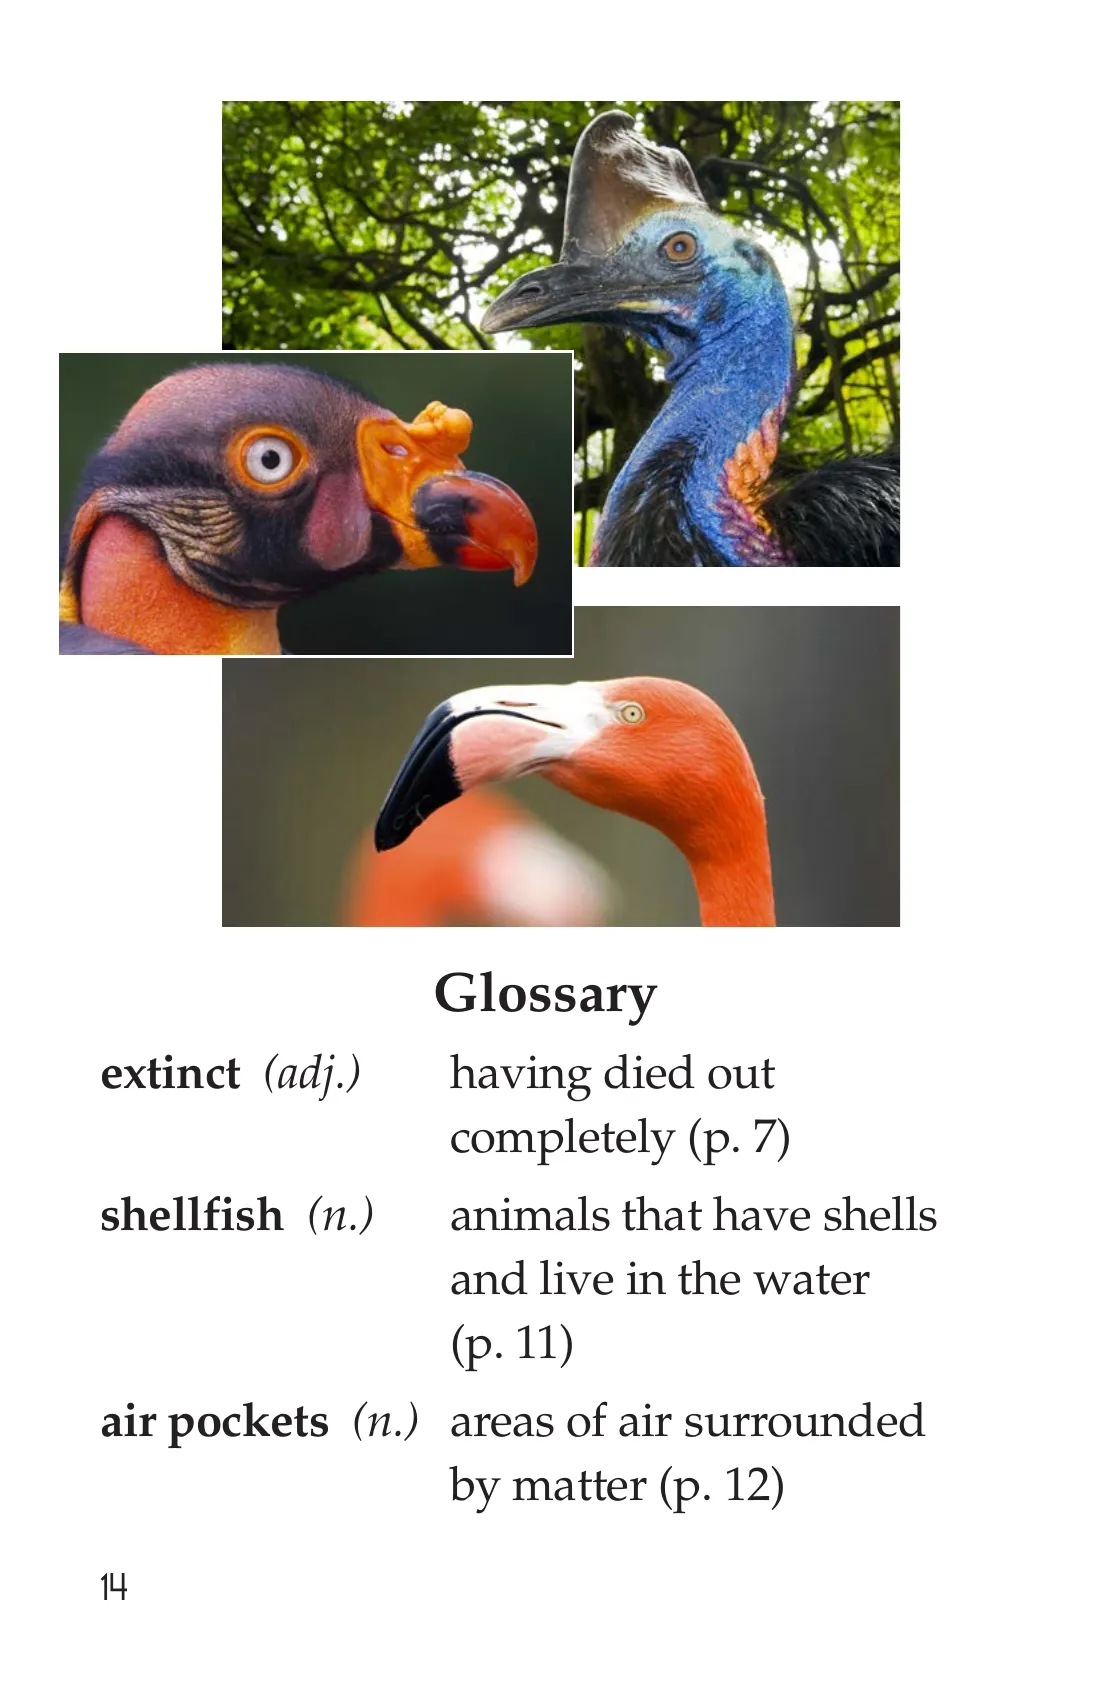 Glossary
extinct (adj.) having died out
completely (p. 7)
shellfish (n.) animals that have shells
and live in the water
(p. 11)
air pockets (n.) areas of air surrounded
by matter (p. 12)
14